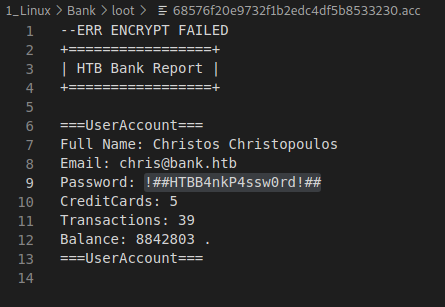 1_Linux > Bank > loot > 68576f20e9732f1b2edc4df5b8533230.acc
1 --ERR ENCRYPT FAILED
2 +=================+
3 | HTB Bank Report |
4 +=================+
5
6 ===UserAccount===
7 Full Name: Christos Christopoulos
8 Email: chris@bank.htb
9 Password: !##HTBB4nkP4ssw0rd!##
10 CreditCards: 5
11 Transactions: 39
12 Balance: 8842803 .
13 ===UserAccount===
14